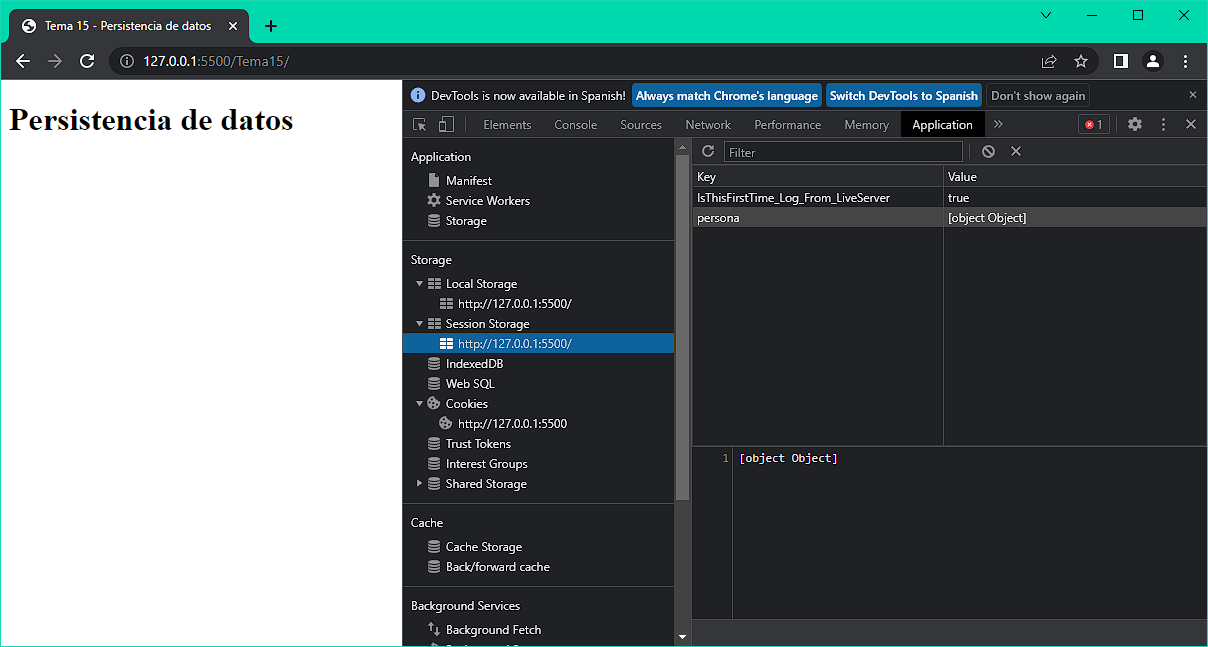 Tema 15 - Persistencia de datos
127.0.0.1:5500/Tema15/
Persistencia de datos
DevTools is now available in Spanish! Always match Chrome's language Switch DevTools to Spanish Don't show again
Elements Console Sources Network Performance Memory Application 1
Application
Manifest
Service Workers
Storage
Storage
Local Storage
http://127.0.0.1:5500/
Session Storage
http://127.0.0.1:5500/
IndexedDB
Web SQL
Cookies
http://127.0.0.1:5500
Trust Tokens
Interest Groups
Shared Storage
Cache
Cache Storage
Back/forward cache
Background Services
Background Fetch
Filter
Key Value
IsThisFirstTime_Log_From_LiveServer true
persona [object Object]
1 [object Object]